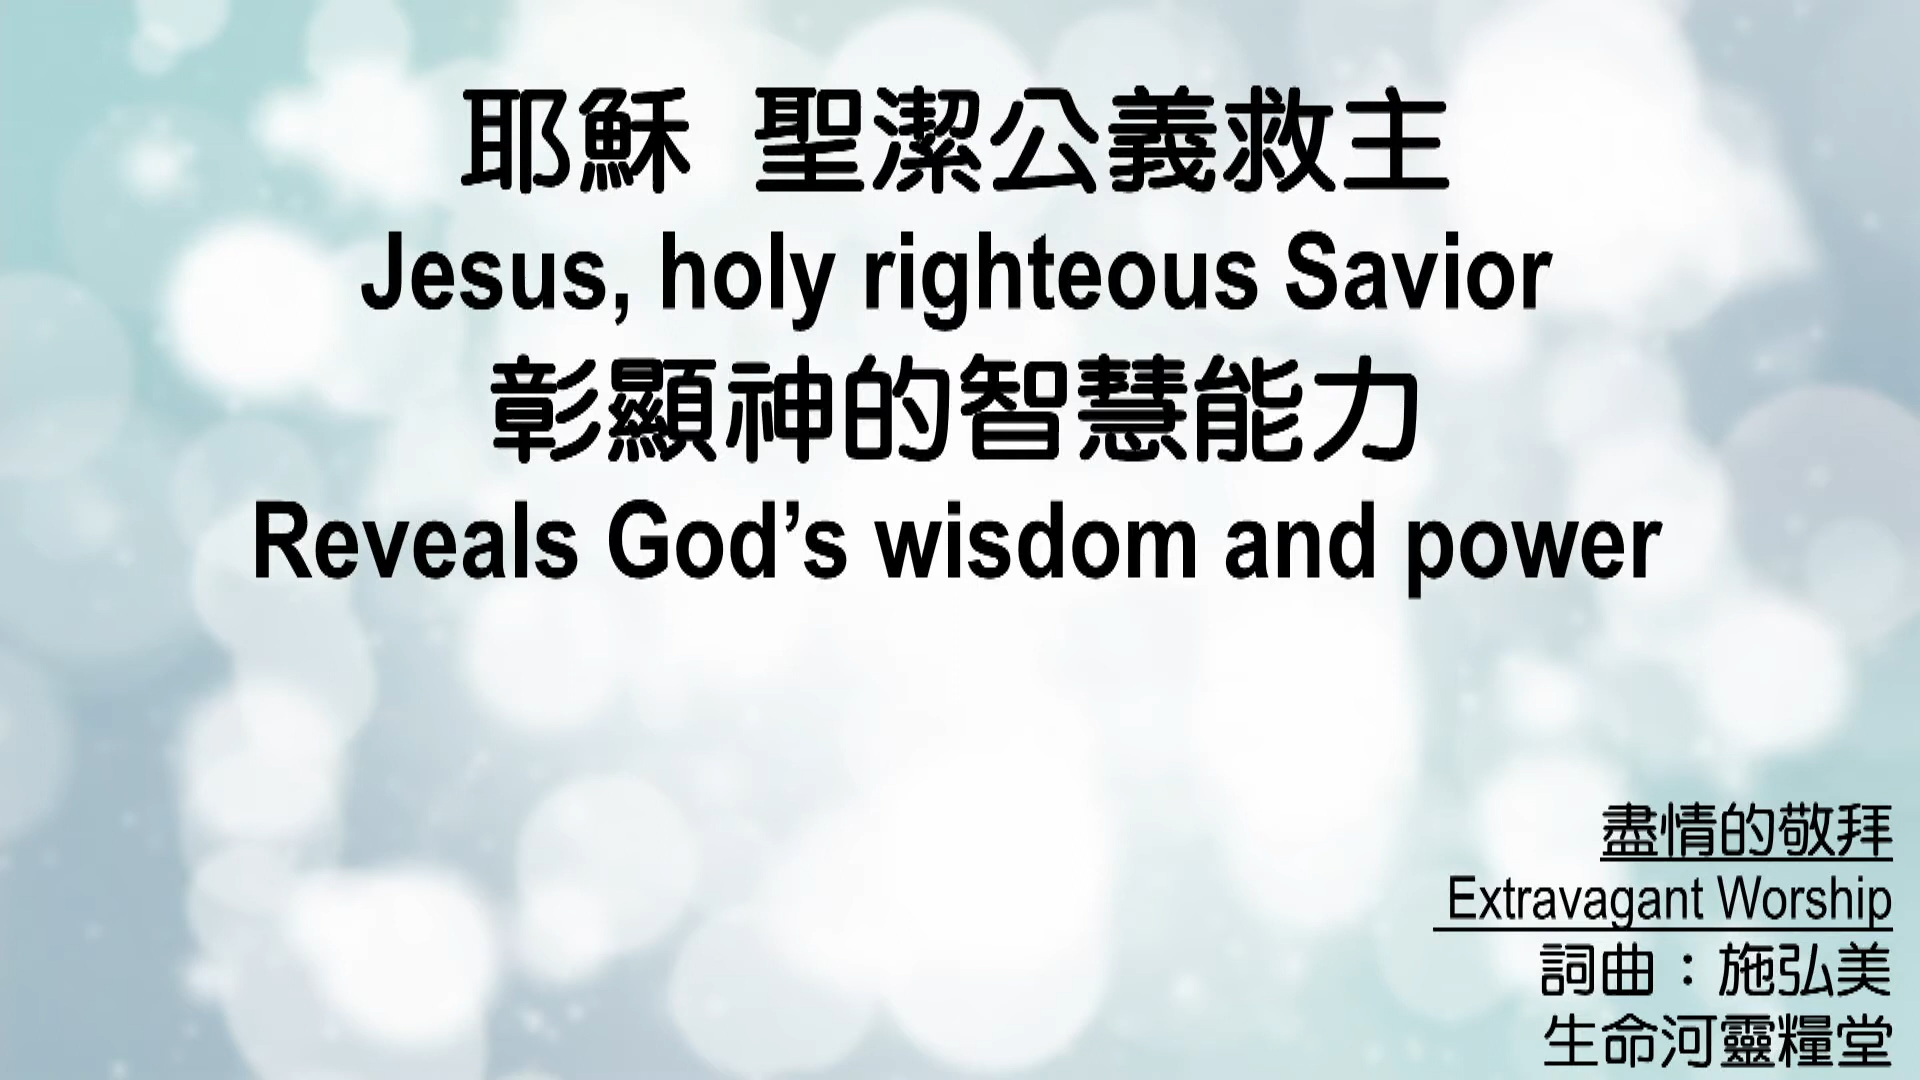 耶穌 聖潔公義救主
Jesus, holy righteous Savior
彰顯神的智慧能力
Reveals God’s wisdom and power
盡情的敬拜
Extravagant Worship
詞曲：施弘美
生命河靈糧堂